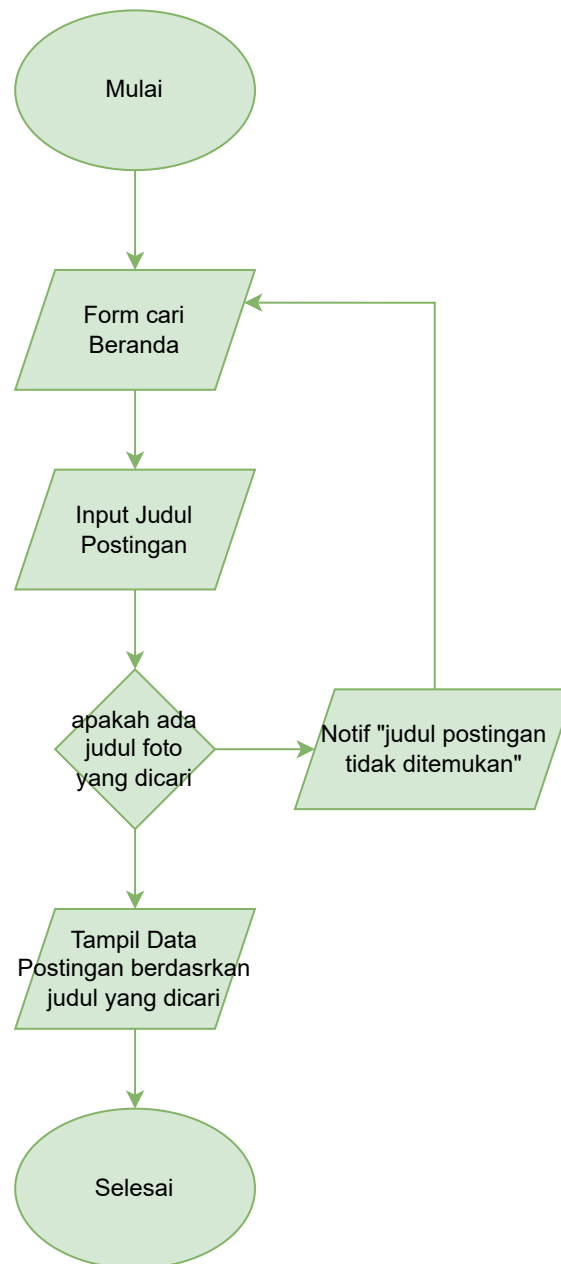 Mulai
Form cari
Beranda
Input Judul
Postingan
apakah ada
judul foto
yang dicari
Notif "judul postingan
tidak ditemukan"
Tampil Data
Postingan berdasrkan
judul yang dicari
Selesai